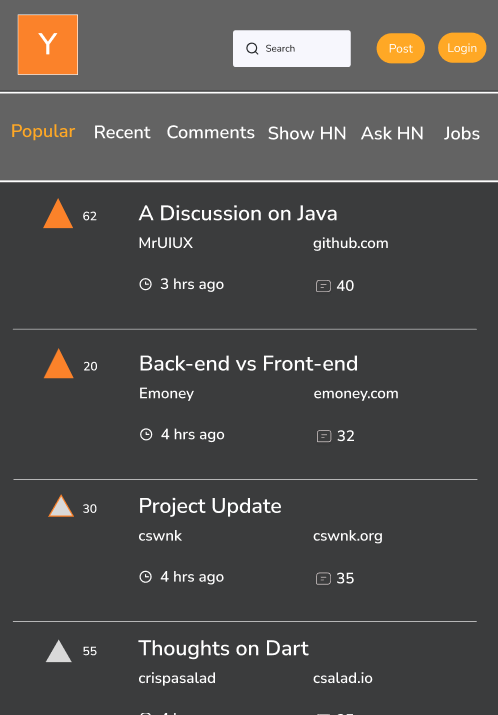 Y
Search
Post
Login
Popular Recent Comments Show HN Ask HN Jobs
62
A Discussion on Java
MrUIUX
github.com
3 hrs ago
40
20
Back-end vs Front-end
Emoney
emoney.com
4 hrs ago
32
30
Project Update
cswnk
cswnk.org
4 hrs ago
35
55
Thoughts on Dart
crispasalad
csalad.io